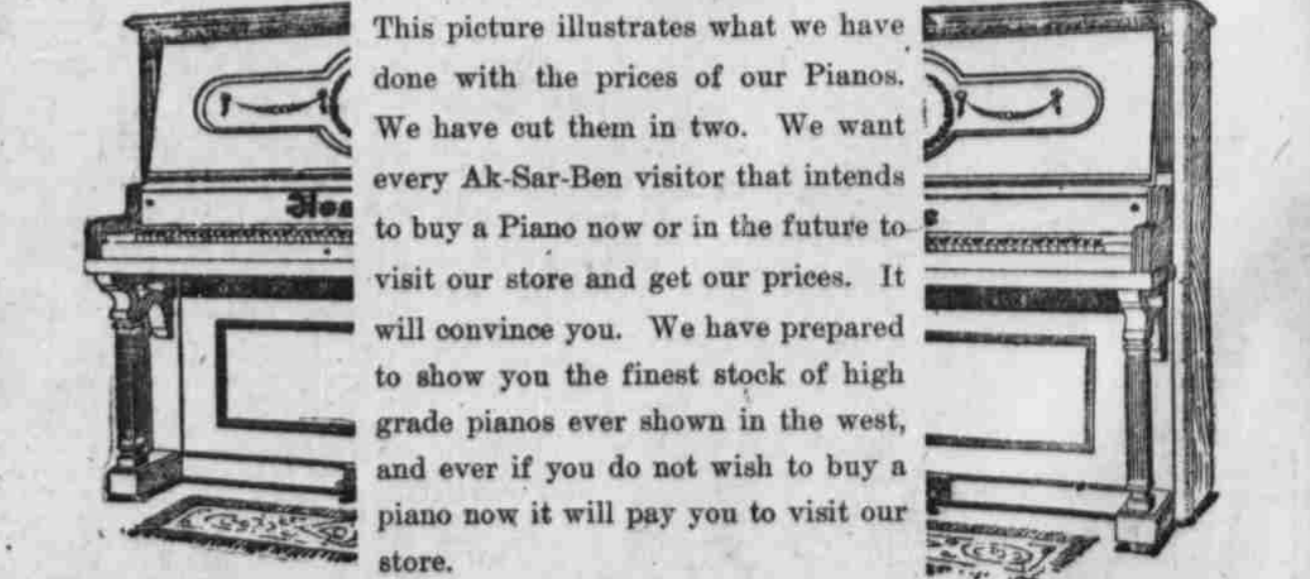 This picture illustrates what we have
done with the prices of our Pianos.
We have cut them in two. We want
every Ak-Sar-Ben visitor that intends
to buy a Piano now or in the future to
visit our store and get our prices. It
will convince you. We have prepared
to show you the finest stock of high
grade pianos ever shown in the west,
and ever if you do not wish to buy a
piano now it will pay you to visit our
store.